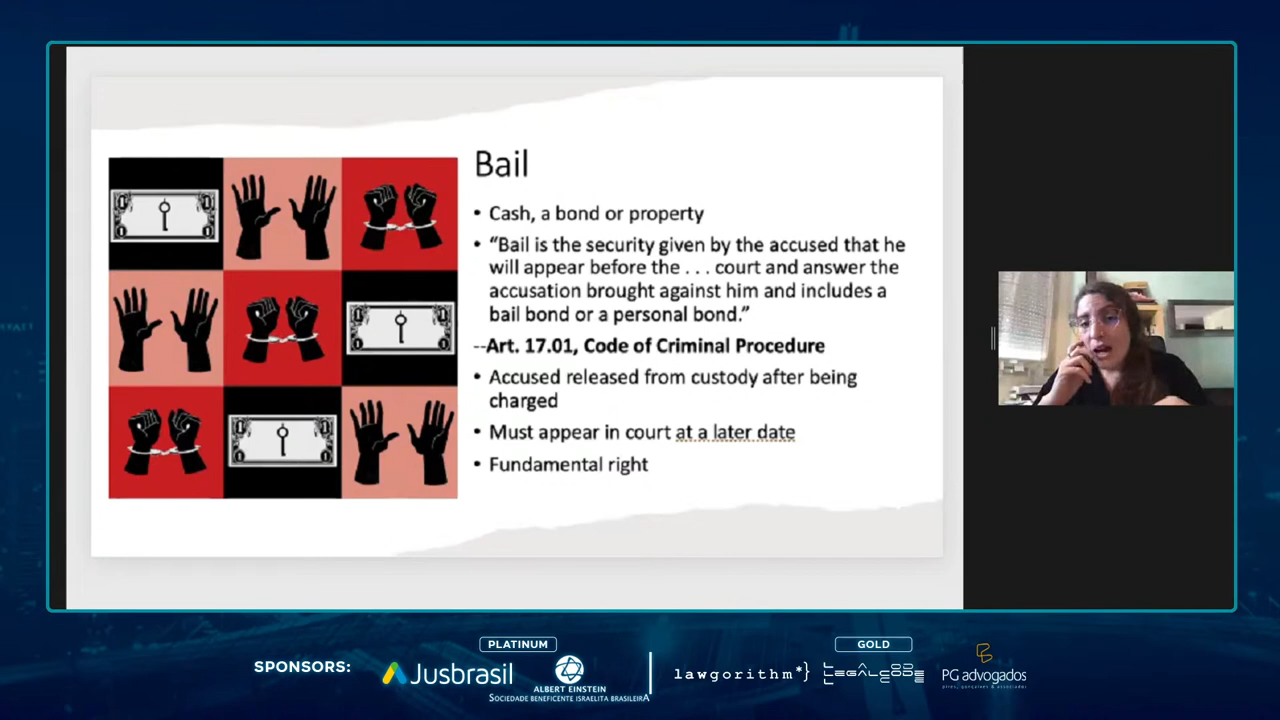 Bail
• Cash, a bond or property
• “Bail is the security given by the accused that he
will appear before the . . . court and answer the
accusation brought against him and includes a
bail bond or a personal bond.”
--Art. 17.01, Code of Criminal Procedure
• Accused released from custody after being
charged
• Must appear in court at a later date
• Fundamental right
SPONSORS:
PLATINUM
Jusbrasil
ALBERT EINSTEIN
SOCIEDADE BENEFICENTE ISRAELITA BRASILEIRA
GOLD
lawgorithm*}
LEGALCODE
PG advogados